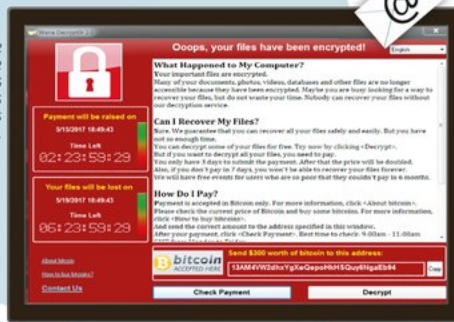 @
Wana Decrypt0r 2.0
Ooops, your files have been encrypted!
English
What Happened to My Computer?
Your important files are encrypted.
Many of your documents, photos, videos, databases and other files are no longer
accessible because they have been encrypted. Maybe you are busy looking for a way to
recover your files, but do not waste your time. Nobody can recover your files without
our decryption service.
Can I Recover My Files?
Sure. We guarantee that you can recover all your files safely and easily. But you have
not so enough time.
You can decrypt some of your files for free. Try now by clicking <Decrypt>.
But if you want to decrypt all your files, you need to pay.
You only have 3 days to submit the payment. After that the price will be doubled.
Also, if you don't pay in 7 days, you won't be able to recover your files forever.
We will have free events for users who are so poor that they couldn't pay in 6 months.
How Do I Pay?
Payment is accepted in Bitcoin only. For more information, click <About bitcoin>.
Please check the current price of Bitcoin and buy some bitcoins. For more information,
click <How to buy bitcoins>.
And send the correct amount to the address specified in this window.
After your payment, click <Check Payment>. Best time to check: 9:00am - 11:00am
GMT from Monday to Friday.
Payment will be raised on
5/15/2017 18:49:43
Time Left
02:23:59:29
Your files will be lost on
5/19/2017 18:49:43
Time Left
06:23:59:29
About bitcoin
How to buy bitcoins?
Contact Us
bitcoin
ACCEPTED HERE
Send $300 worth of bitcoin to this address:
13AM4VW2dhxYgXeQepoHkHSQuy6NgaEb94
Copy
Check Payment
Decrypt